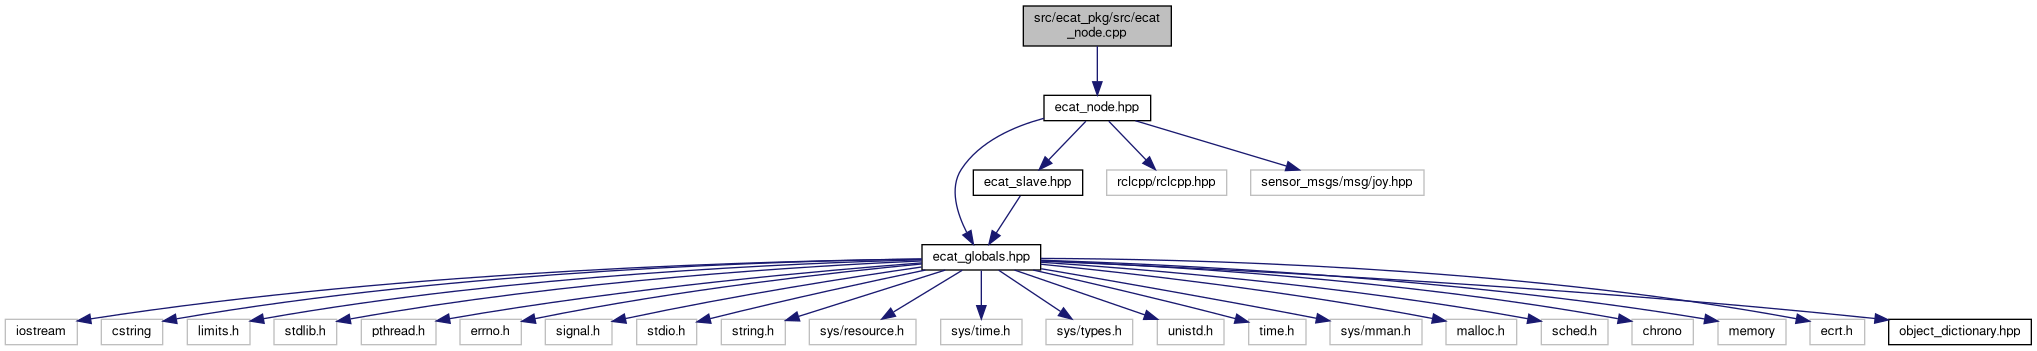 src/ecat_pkg/src/ecat
_node.cpp
ecat_node.hpp
ecat_slave.hpp
rclcpp/rclcpp.hpp
sensor_msgs/msg/joy.hpp
ecat_globals.hpp
iostream
cstring
limits.h
stdlib.h
pthread.h
errno.h
signal.h
stdio.h
string.h
sys/resource.h
sys/time.h
sys/types.h
unistd.h
time.h
sys/mman.h
malloc.h
sched.h
chrono
memory
ecrt.h
object_dictionary.hpp